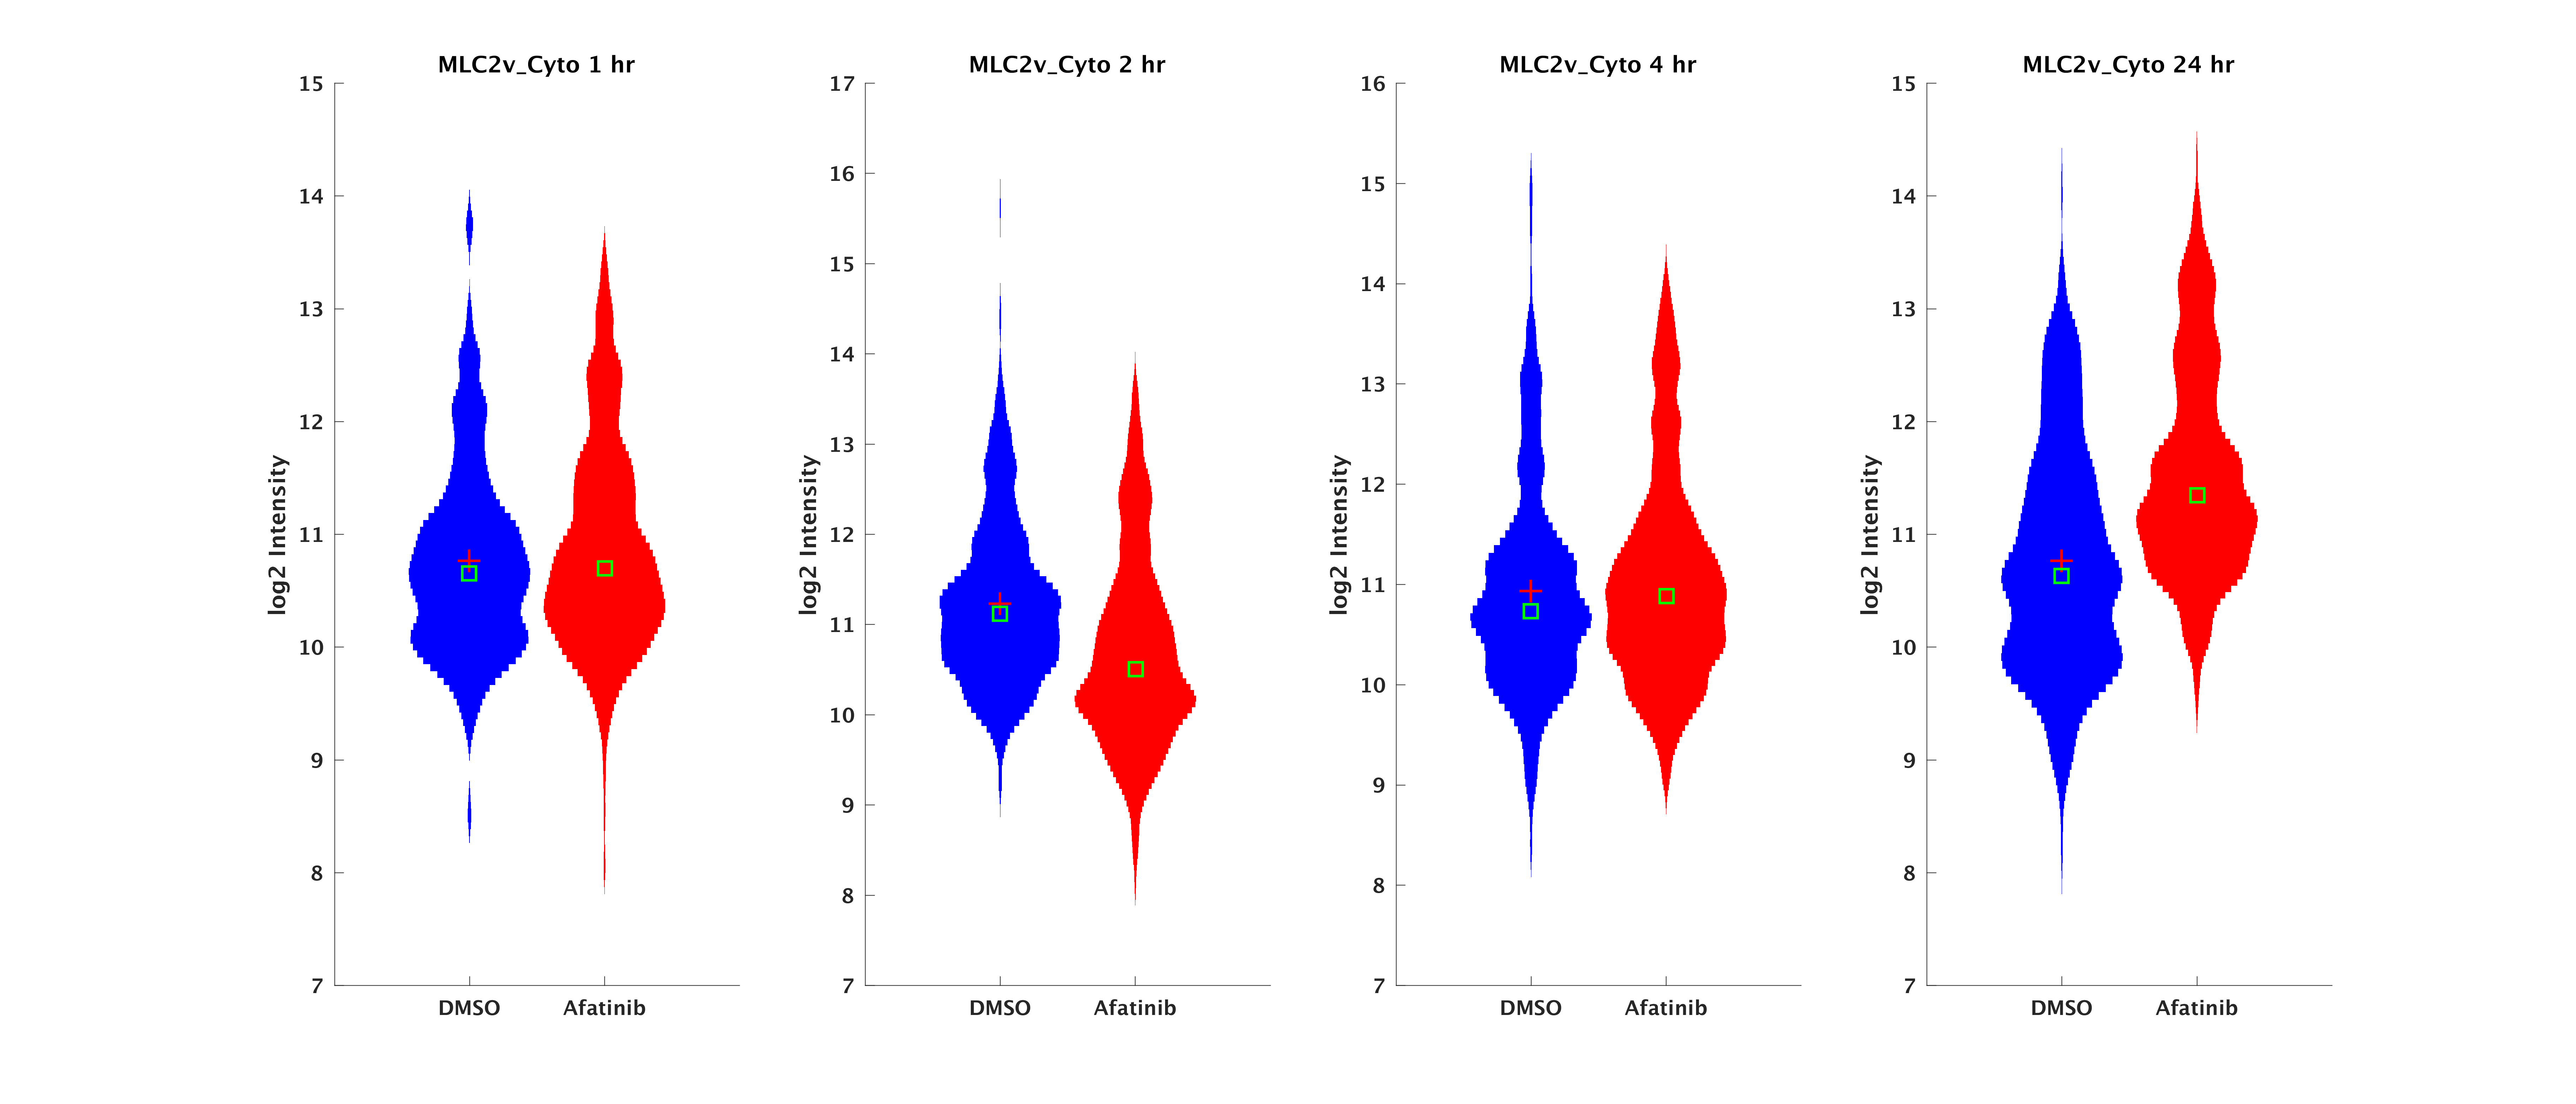 MLC2v_Cyto 1 hr
15
14
13
12
11
10
9
8
7
log2 Intensity
DMSO
Afatinib
MLC2v_Cyto 2 hr
17
16
15
14
13
12
11
10
9
8
7
log2 Intensity
DMSO
Afatinib
MLC2v_Cyto 4 hr
16
15
14
13
12
11
10
9
8
7
log2 Intensity
DMSO
Afatinib
MLC2v_Cyto 24 hr
15
14
13
12
11
10
9
8
7
log2 Intensity
DMSO
Afatinib